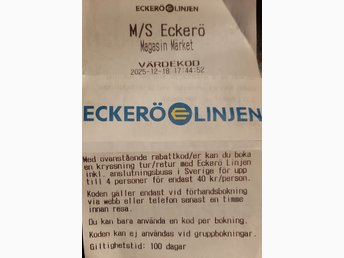 ECKERÖ LINJEN
M/S Eckerö
Magasin Market
VÄRDEKOD
2025-12-18 17:44:52
ECKERÖ LINJEN
Med ovanstående rabattkod/er kan du boka
en kryssning tur/retur med Eckerö Linjen
inkl. anslutningsbuss i Sverige för upp
till 4 personer för endast 40 kr/person.
Koden gäller endast vid förhandsbokning
via webb eller telefon senast en timme
innan resa.
Du kan bara använda en kod per bokning.
Koden kan ej användas vid gruppbokningar.
Giltighetstid: 100 dagar